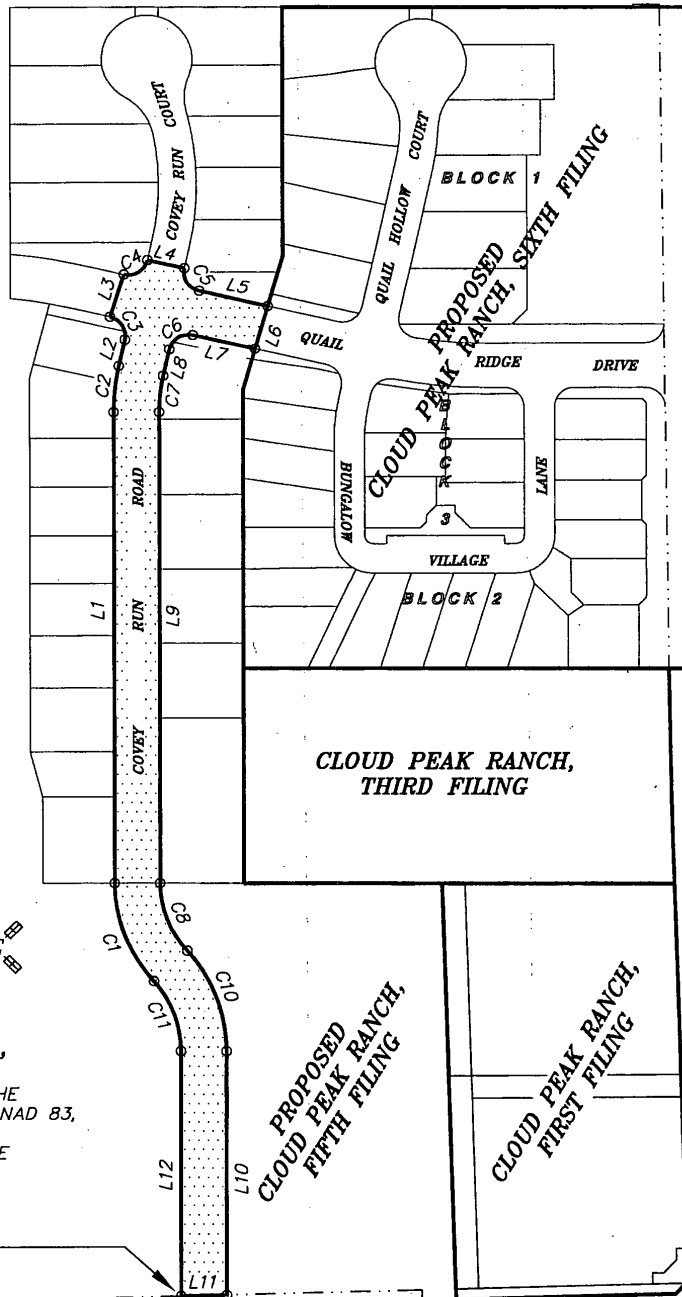 COVEY RUN COURT
QUAIL HOLLOW COURT
BLOCK 1
PROPOSED
CLOUD PEAK RANCH, SIXTH FILING
C4
L4
L3
C5
L5
C3
C6
L6
L7
L2
L8
C2
C7
QUAIL
RIDGE
DRIVE
BLOCK
3
BUNGALOW
LANE
VILLAGE
BLOCK 2
ROAD
RUN
COVEY
L1
L9
CLOUD PEAK RANCH,
THIRD FILING
C1
C8
C11
C10
PROPOSED
CLOUD PEAK RANCH,
FIFTH FILING
CLOUD PEAK RANCH,
FIRST FILING
,
HE
NAD 83,
E
L12
L10
L11